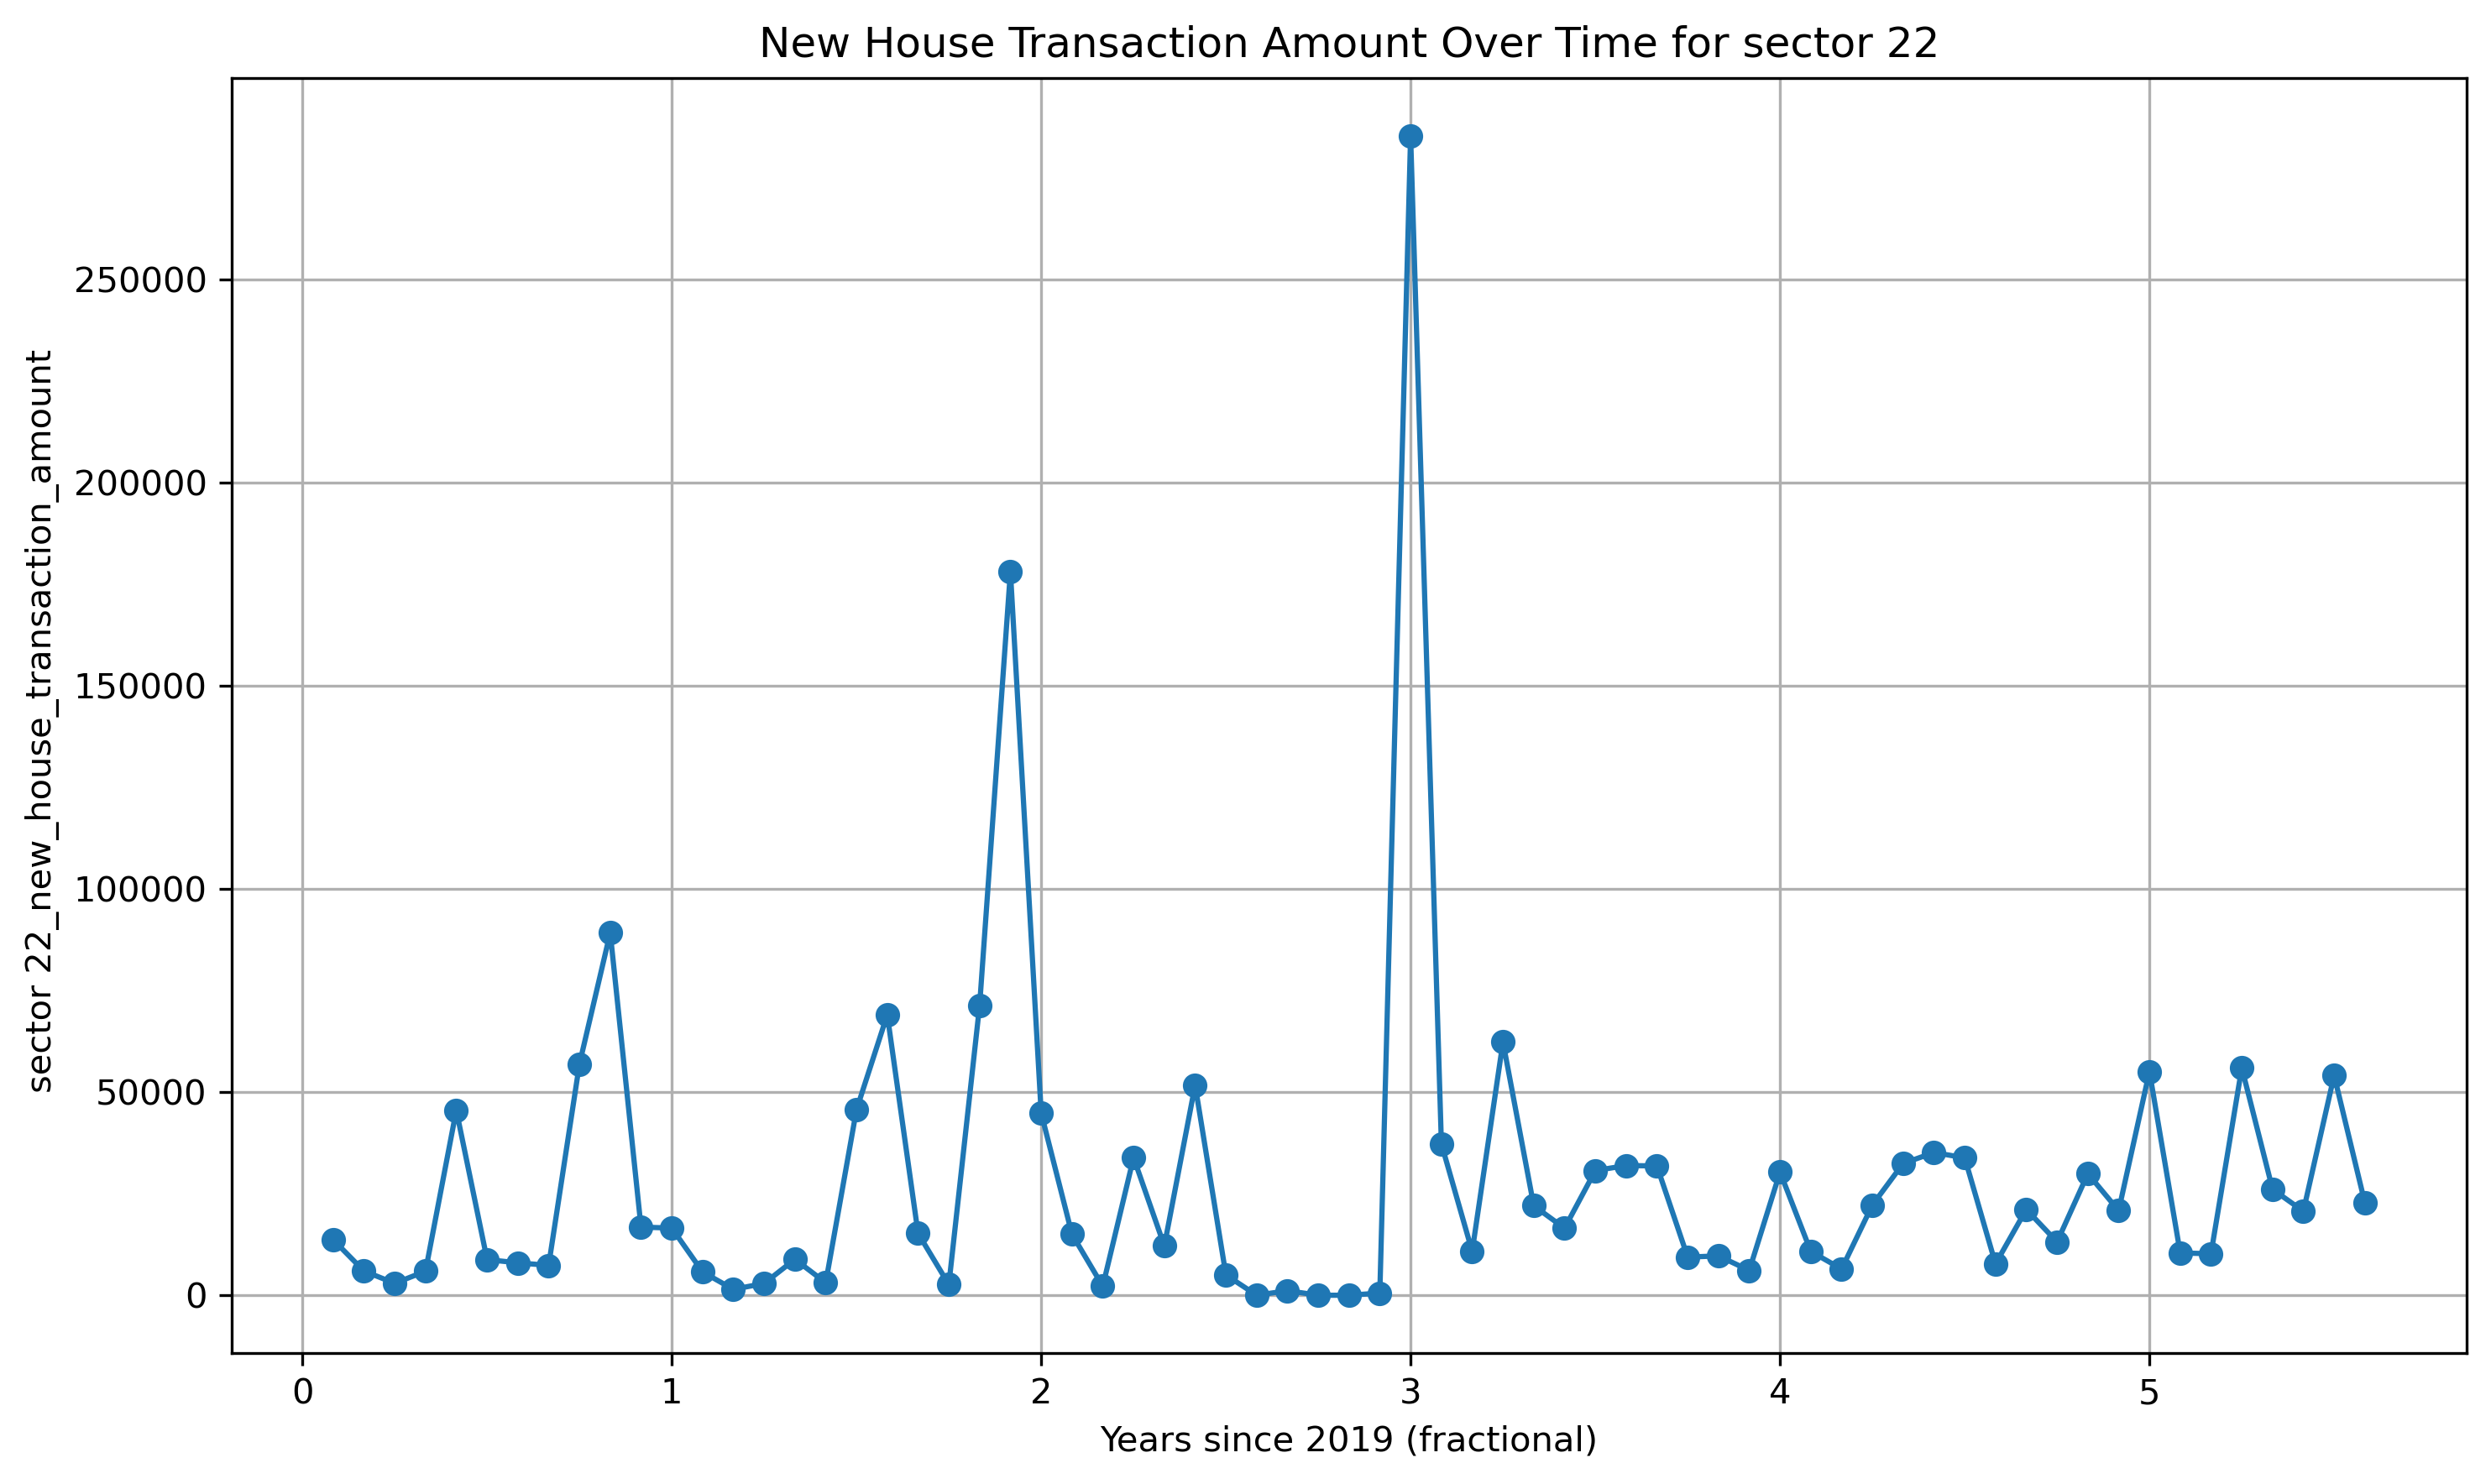 New House Transaction Amount Over Time for sector 22
sector 22_new_house_transaction_amount
250000
200000
150000
100000
50000
0
0 1 2 3 4 5
Years since 2019 (fractional)